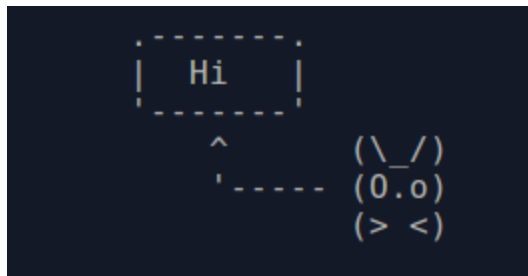 .-------.
|  Hi   |
'-------'
    ^        (\_/)
    '----- (O.o)
             (> <)